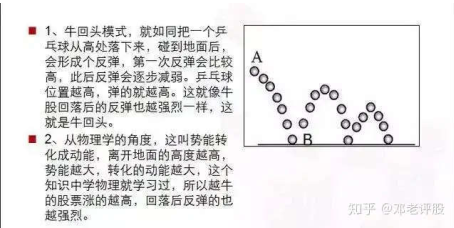 1、牛回头模式，就如同把一个乒
乓球从高处落下来，碰到地面后，
会形成个反弹，第一次反弹会比较
高，此后反弹会逐步减弱。乒乓球
位置越高，弹的就越高。这就像牛
股回落后的反弹也越强烈一样，这
就是牛回头。
2、从物理学的角度，这叫势能转
化成动能，离开地面的高度越高，
势能越大，转化的动能越大，这个
知识中学物理就学习过，所以越牛
的股票涨的越高，回落后反弹的也
越强烈。
A
B
知乎 @邓老评股